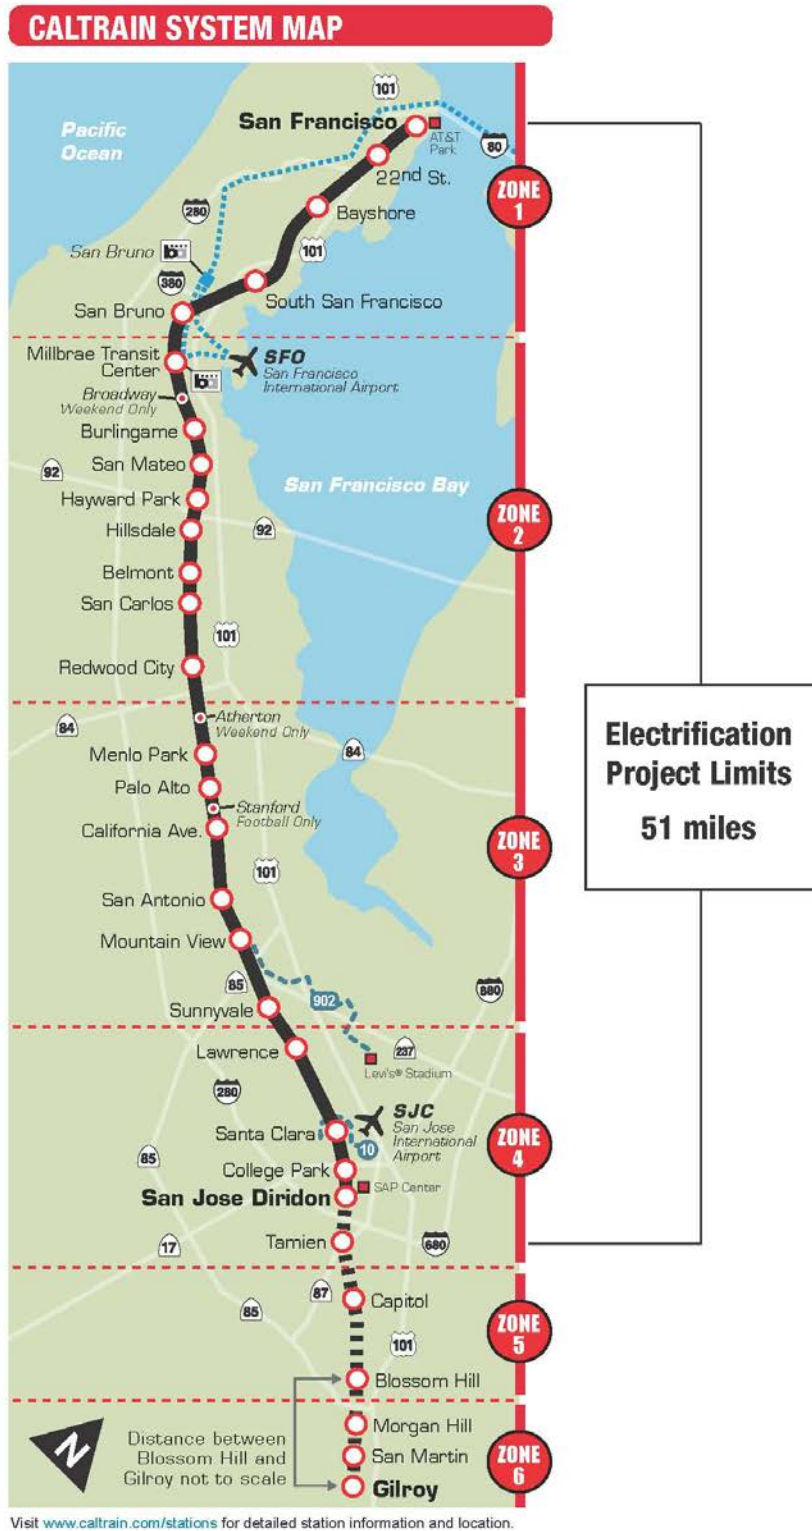 CALTRAIN SYSTEM MAP
Pacific
Ocean
101
San Francisco
AT&T
Park
80
22nd St.
ZONE
1
280
Bayshore
San Bruno
ba
101
380
South San Francisco
San Bruno
Millbrae Transit
Center
ba
SFO
San Francisco
International Airport
Broadway
Weekend Only
Burlingame
92
San Mateo
San Francisco Bay
Hayward Park
ZONE
2
Hillsdale
92
Belmont
San Carlos
101
Redwood City
84
Atherton
Weekend Only
Menlo Park
84
Electrification
Project Limits
51 miles
Palo Alto
Stanford
Football Only
California Ave.
ZONE
3
101
San Antonio
Mountain View
85
902
880
Sunnyvale
Lawrence
237
Levi's® Stadium
280
SJC
San Jose
International
Airport
Santa Clara
10
ZONE
4
85
College Park
SAP Center
San Jose Diridon
17
Tamien
680
87
Capitol
85
ZONE
5
101
Blossom Hill
N
Distance between
Blossom Hill and
Gilroy not to scale
Morgan Hill
San Martin
Gilroy
ZONE
6
Visit www.caltrain.com/stations for detailed station information and location.